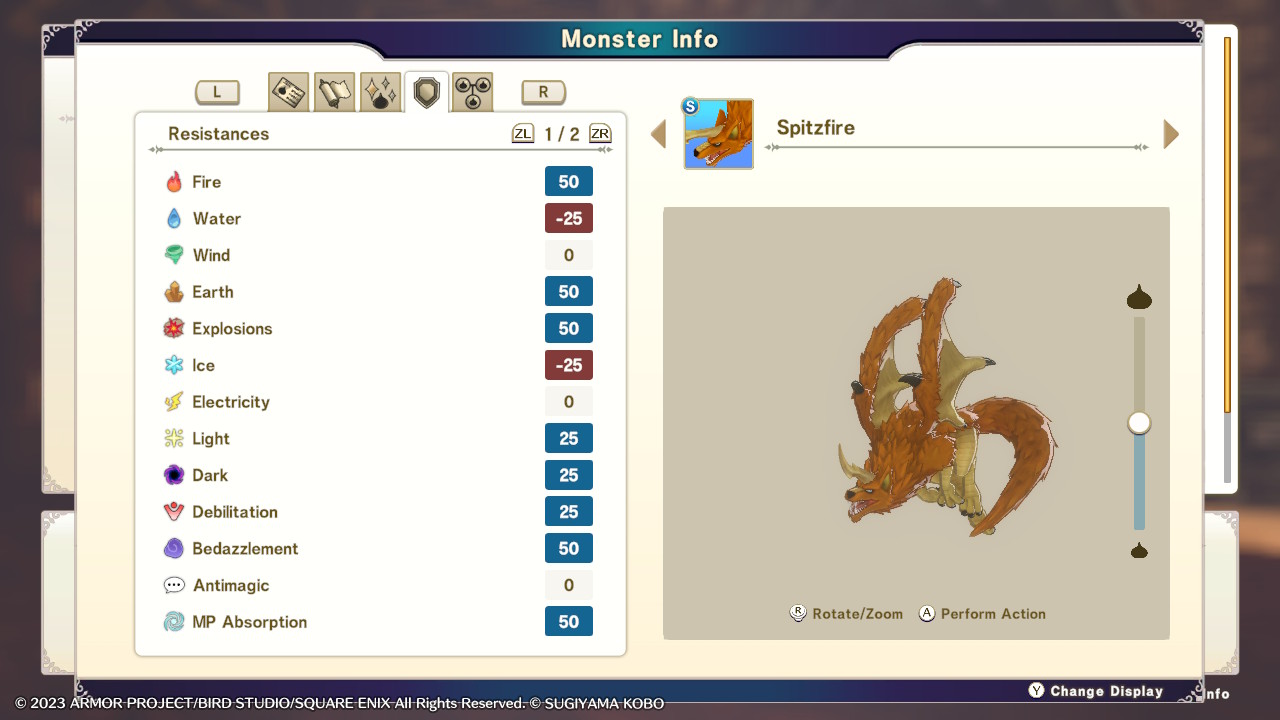 Monster Info
L
R
Resistances
ZL 1 / 2 ZR
Fire 50
Water -25
Wind 0
Earth 50
Explosions 50
Ice -25
Electricity 0
Light 25
Dark 25
Debilitation 25
Bedazzlement 50
Antimagic 0
MP Absorption 50
S
Spitzfire
R Rotate/Zoom A Perform Action
Y Change Display
Info
© 2023 ARMOR PROJECT/BIRD STUDIO/SQUARE ENIX All Rights Reserved. © SUGIYAMA KOBO